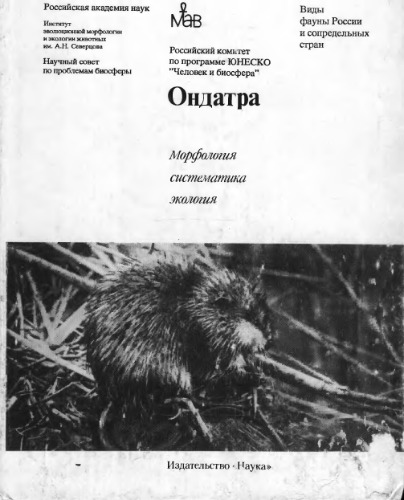 Российская академия наук
Институт
эволюционной морфологии
и экологии животных
им. А.Н. Северцова
Научный совет
по проблемам биосферы
МАВ
Российский комитет
по программе ЮНЕСКО
"Человек и биосфера"
Виды
фауны России
и сопредельных
стран
Ондатра
Морфология
систематика
экология
Издательство «Наука»